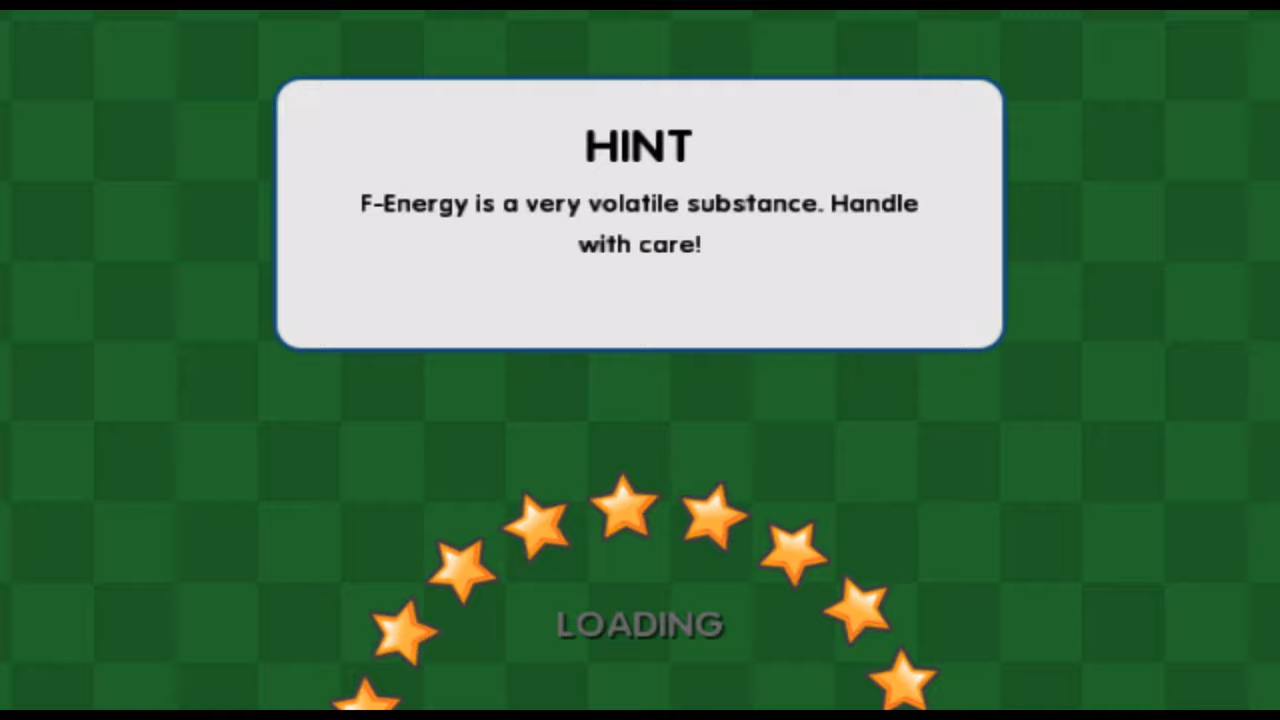 HINT
F-Energy is a very volatile substance. Handle
with care!
LOADING